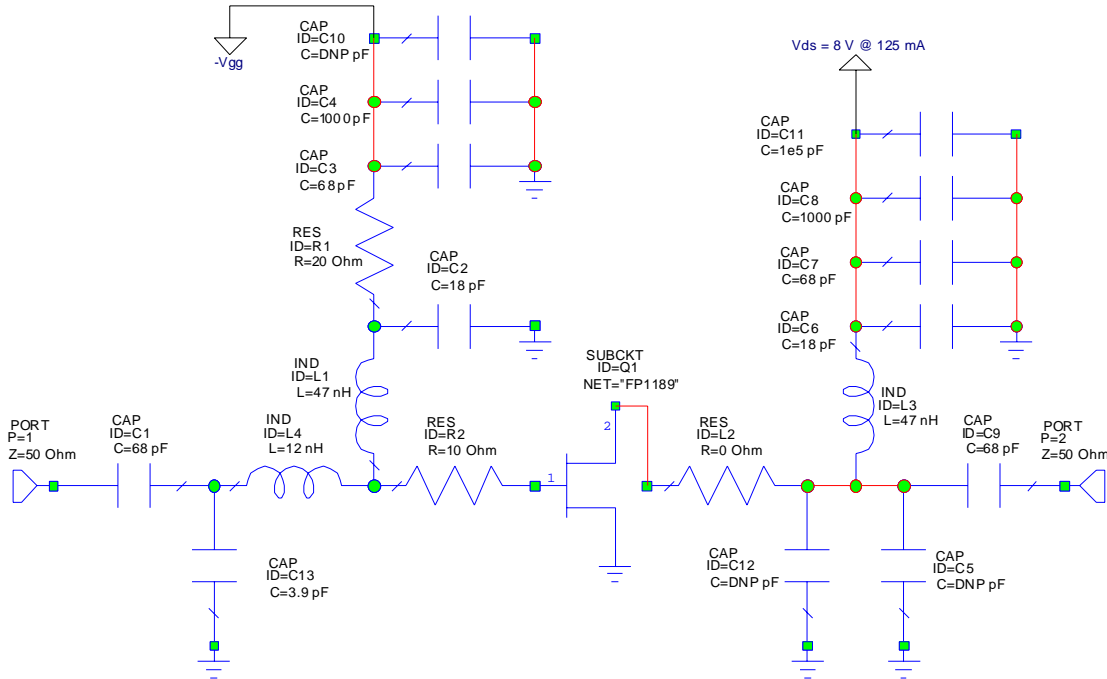 CAP
ID=C10
C=DNP pF
-Vgg
CAP
ID=C4
C=1000 pF
CAP
ID=C3
C=68 pF
RES
ID=R1
R=20 Ohm
CAP
ID=C2
C=18 pF
IND
ID=L1
L=47 nH
PORT
P=1
Z=50 Ohm
CAP
ID=C1
C=68 pF
IND
ID=L4
L=12 nH
RES
ID=R2
R=10 Ohm
CAP
ID=C13
C=3.9 pF
SUBCKT
ID=Q1
NET="FP1189"
2
1
Vds = 8 V @ 125 mA
CAP
ID=C11
C=1e5 pF
CAP
ID=C8
C=1000 pF
CAP
ID=C7
C=68 pF
CAP
ID=C6
C=18 pF
IND
ID=L3
L=47 nH
RES
ID=L2
R=0 Ohm
CAP
ID=C9
C=68 pF
PORT
P=2
Z=50 Ohm
CAP
ID=C12
C=DNP pF
CAP
ID=C5
C=DNP pF